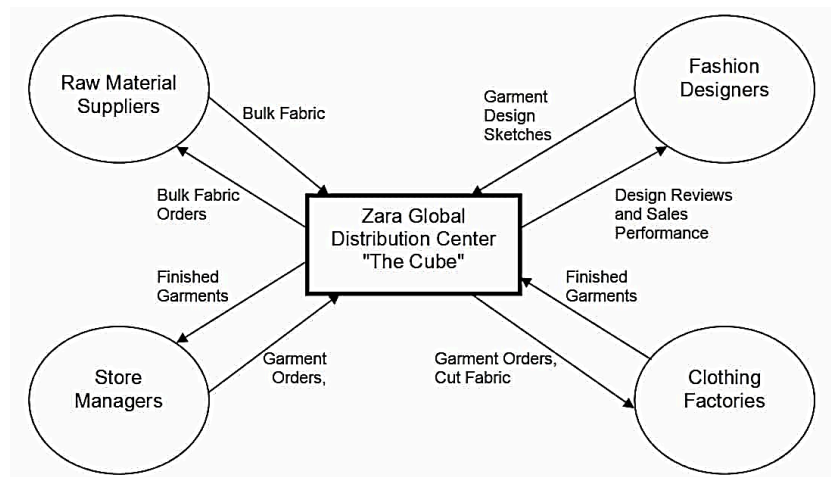 Raw Material
Suppliers
Bulk Fabric
Bulk Fabric
Orders
Fashion
Designers
Garment
Design
Sketches
Design Reviews
and Sales
Performance
Zara Global
Distribution Center
"The Cube"
Finished
Garments
Store
Managers
Garment
Orders,
Garment Orders,
Cut Fabric
Finished
Garments
Clothing
Factories